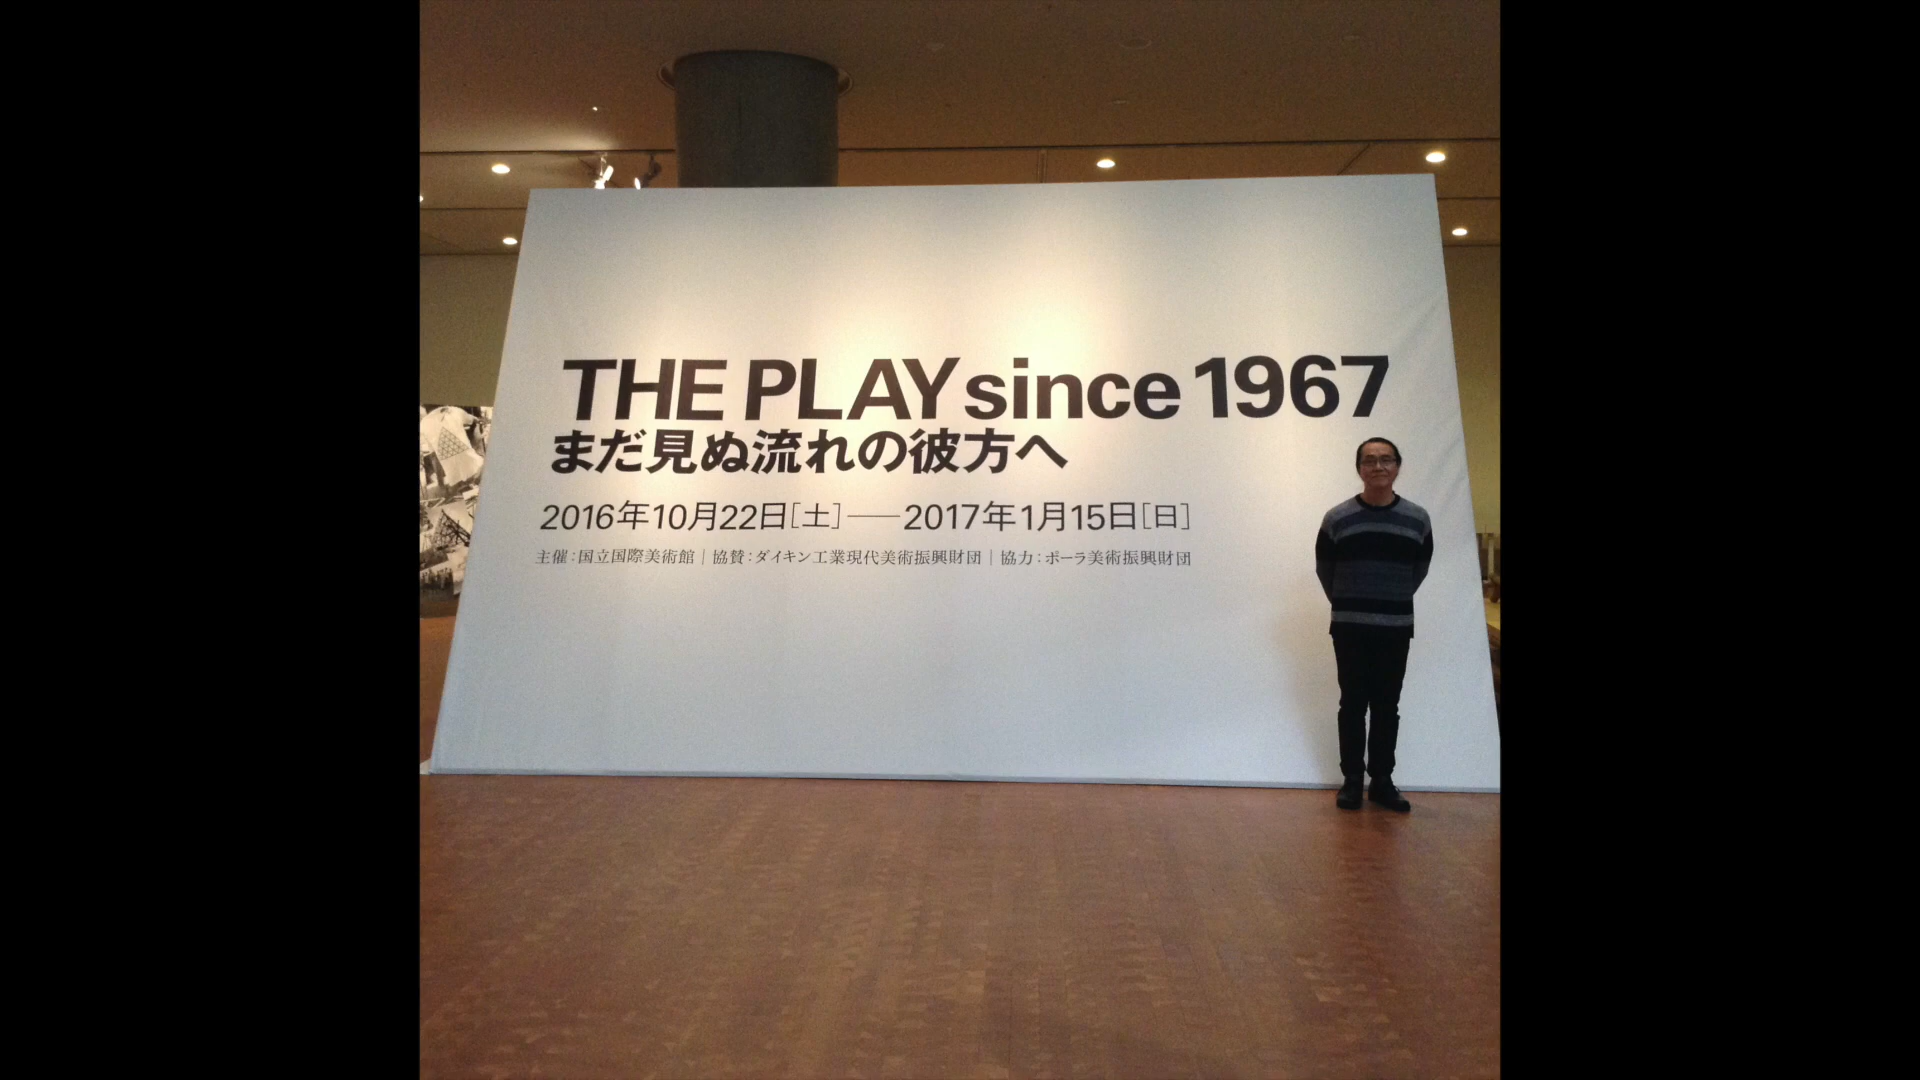 THE PLAY since 1967
まだ見ぬ流れの彼方へ
2016年10月22日[土]——2017年1月15日[日]
主催:国立国際美術館|協賛:ダイキン工業現代美術振興財団|協力:ポーラ美術振興財団